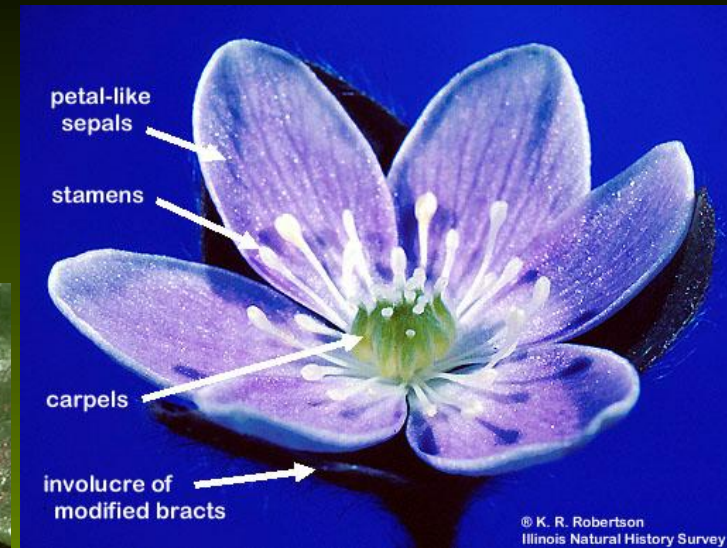 petal-like
sepals
stamens
carpels
involucre of
modified bracts
® K. R. Robertson
Illinois Natural History Survey